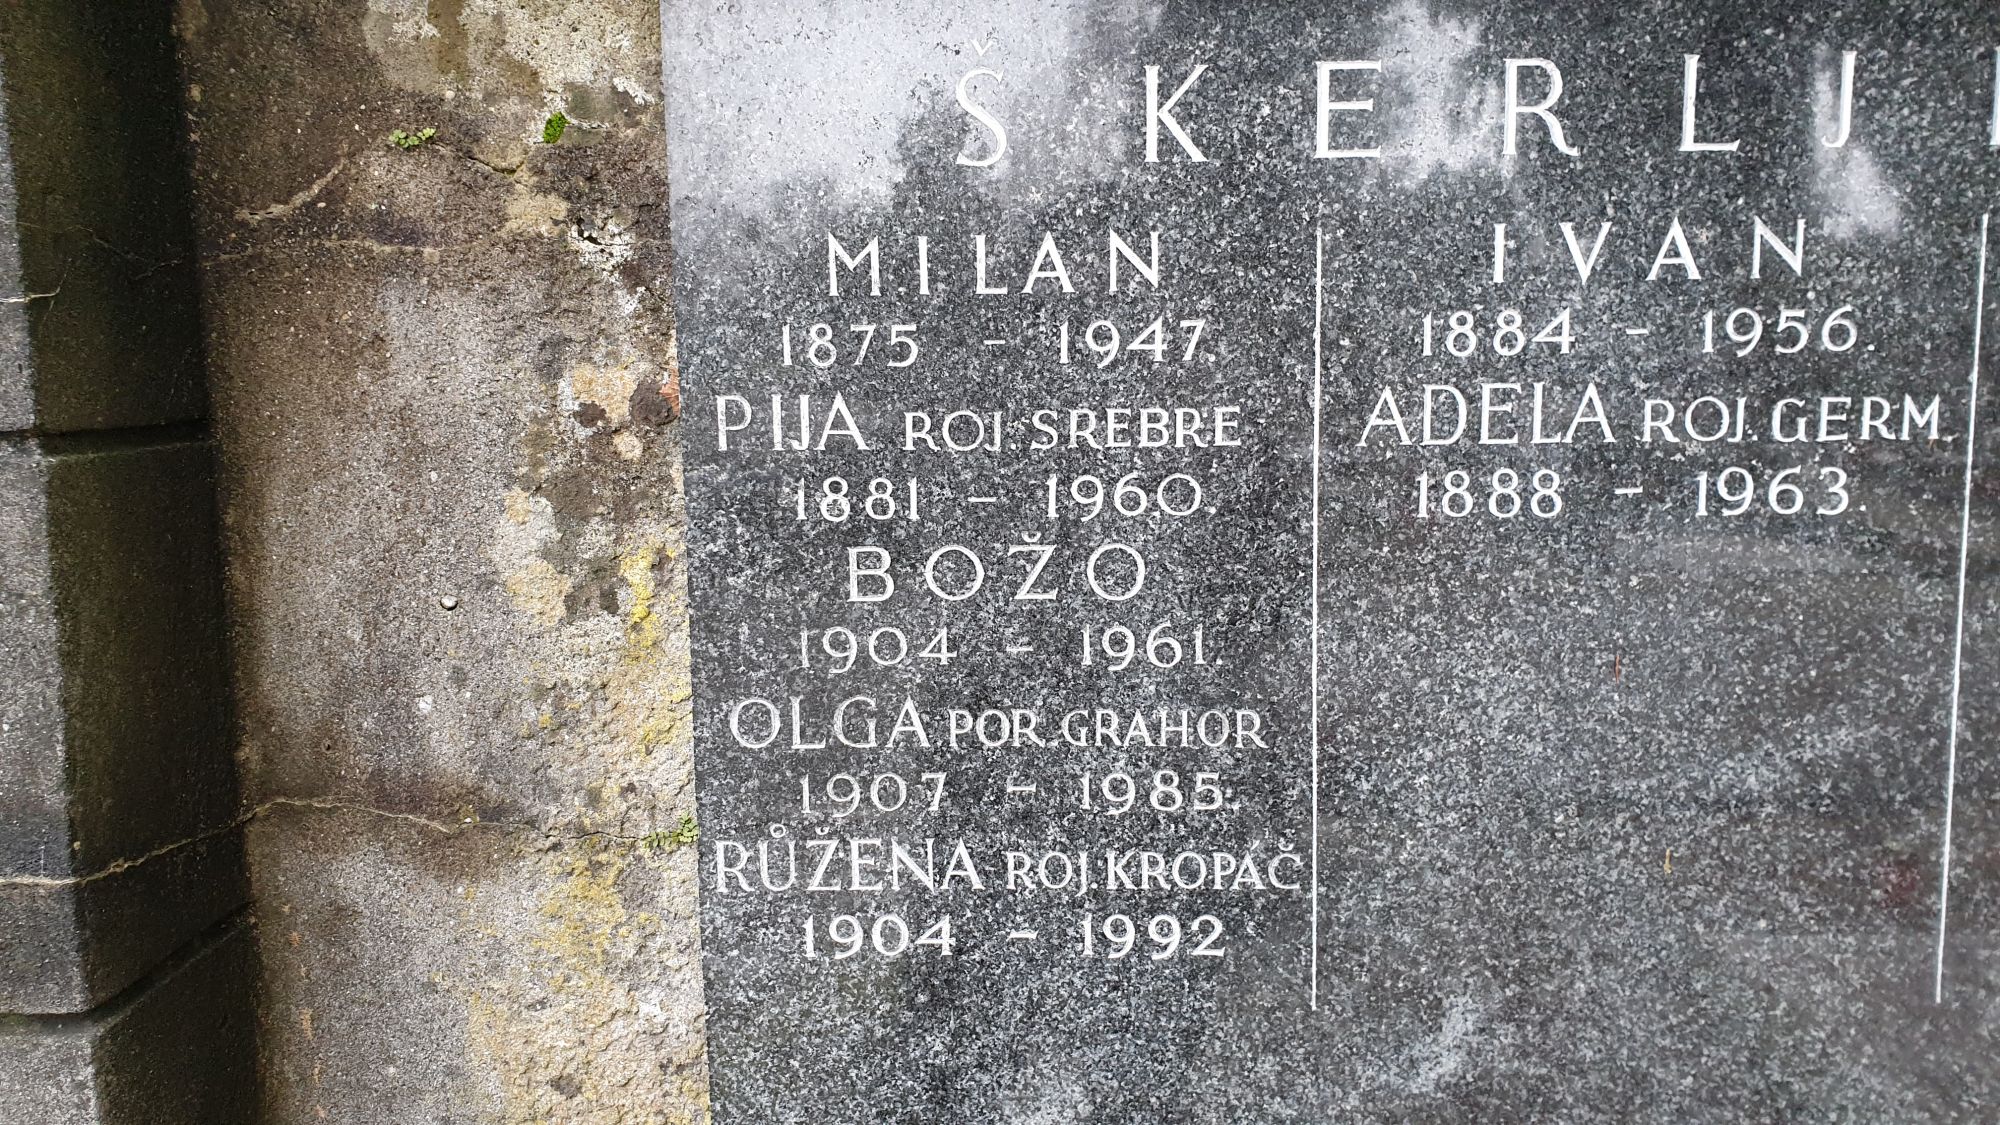 ŠKERLJ
MILAN
1875 - 1947.
PIJA ROJ. SREBRE
1881 - 1960.
BOŽO
1904 - 1961.
OLGA POR. GRAHOR
1907 - 1985.
RŮŽENA ROJ. KROPÁČ
1904 - 1992
IVAN
1884 - 1956.
ADELA ROJ. GERM.
1888 - 1963.